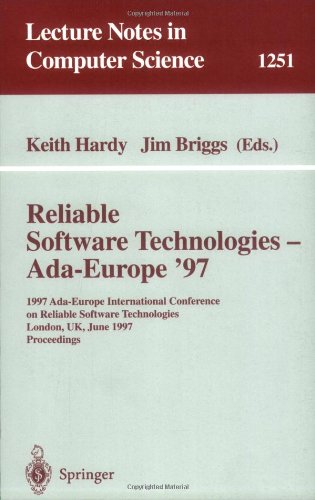 Lecture Notes in
Computer Science 1251
Keith Hardy Jim Briggs (Eds.)
Reliable
Software Technologies –
Ada-Europe '97
1997 Ada-Europe International Conference
on Reliable Software Technologies
London, UK, June 1997
Proceedings
Springer